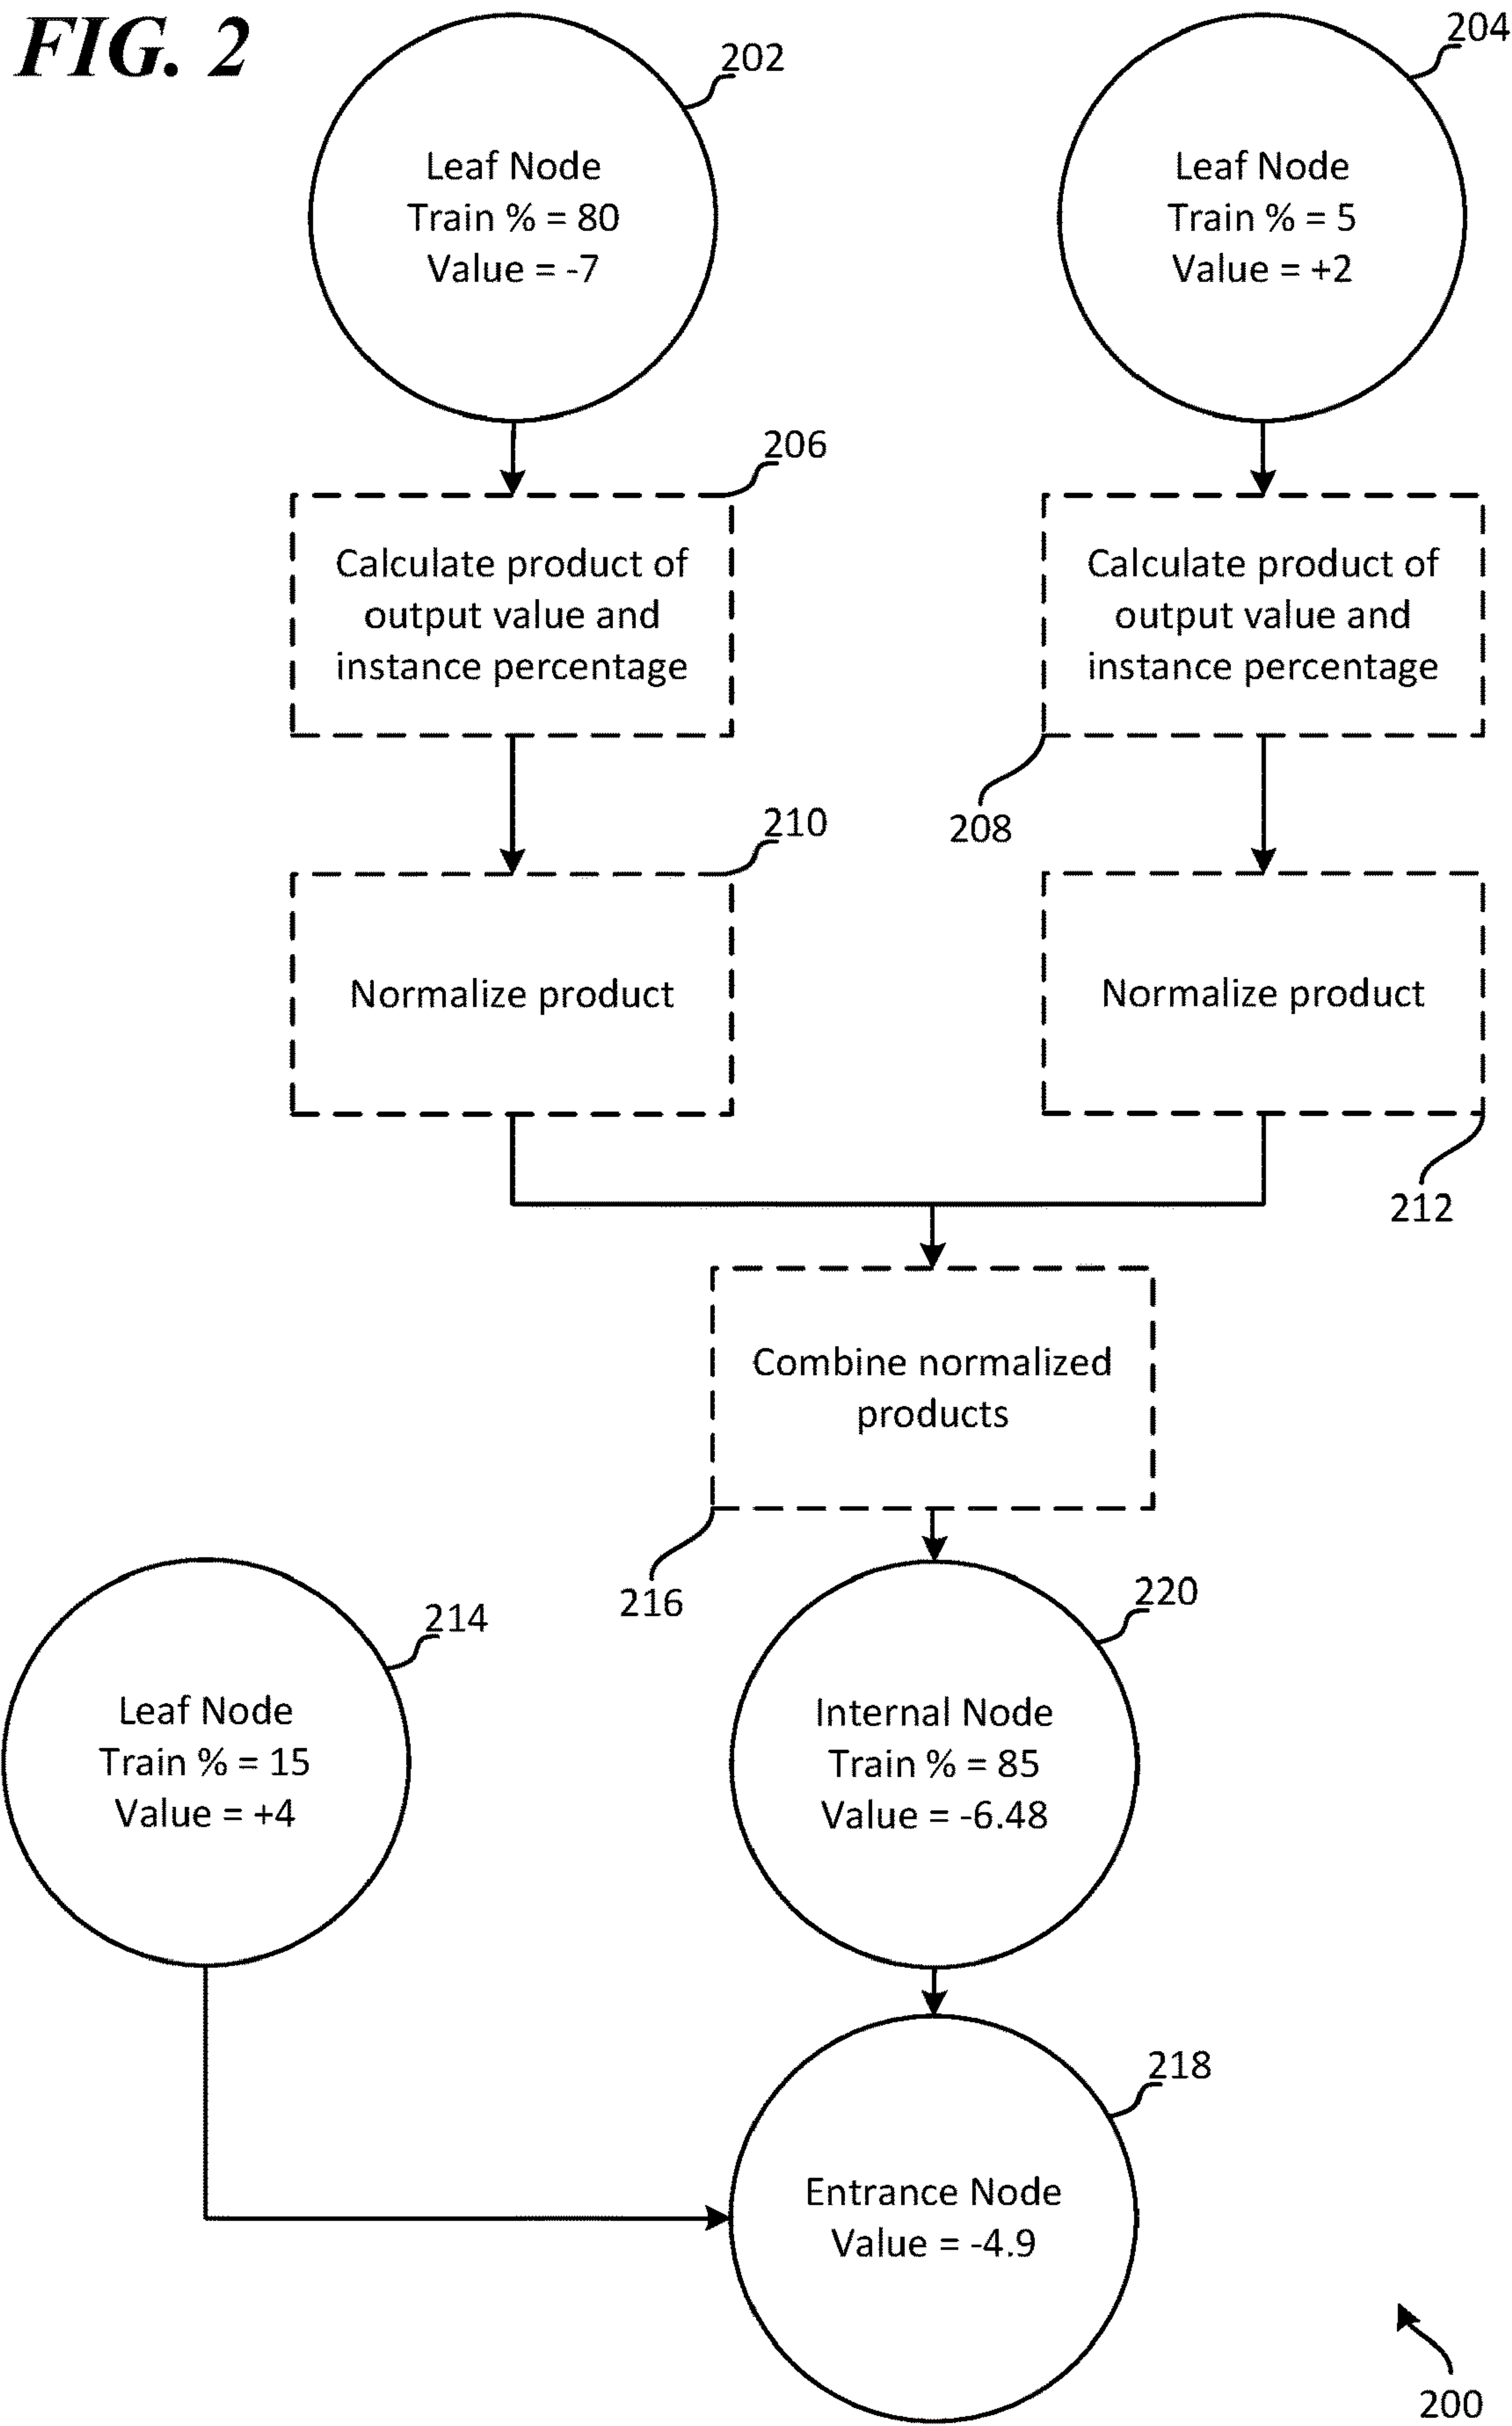 FIG. 2
202
204
Leaf Node
Train % = 80
Value = -7
Leaf Node
Train % = 5
Value = +2
206
Calculate product of
output value and
instance percentage
Calculate product of
output value and
instance percentage
208
210
Normalize product
Normalize product
212
Combine normalized
products
216
220
214
Leaf Node
Train % = 15
Value = +4
Internal Node
Train % = 85
Value = -6.48
218
Entrance Node
Value = -4.9
200